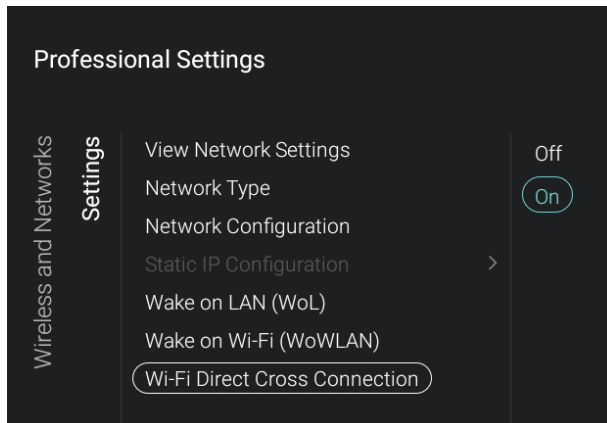 Professional Settings
Wireless and Networks
Settings
View Network Settings
Network Type
Network Configuration
Static IP Configuration
Wake on LAN (WoL)
Wake on Wi-Fi (WoWLAN)
Wi-Fi Direct Cross Connection
Off
On